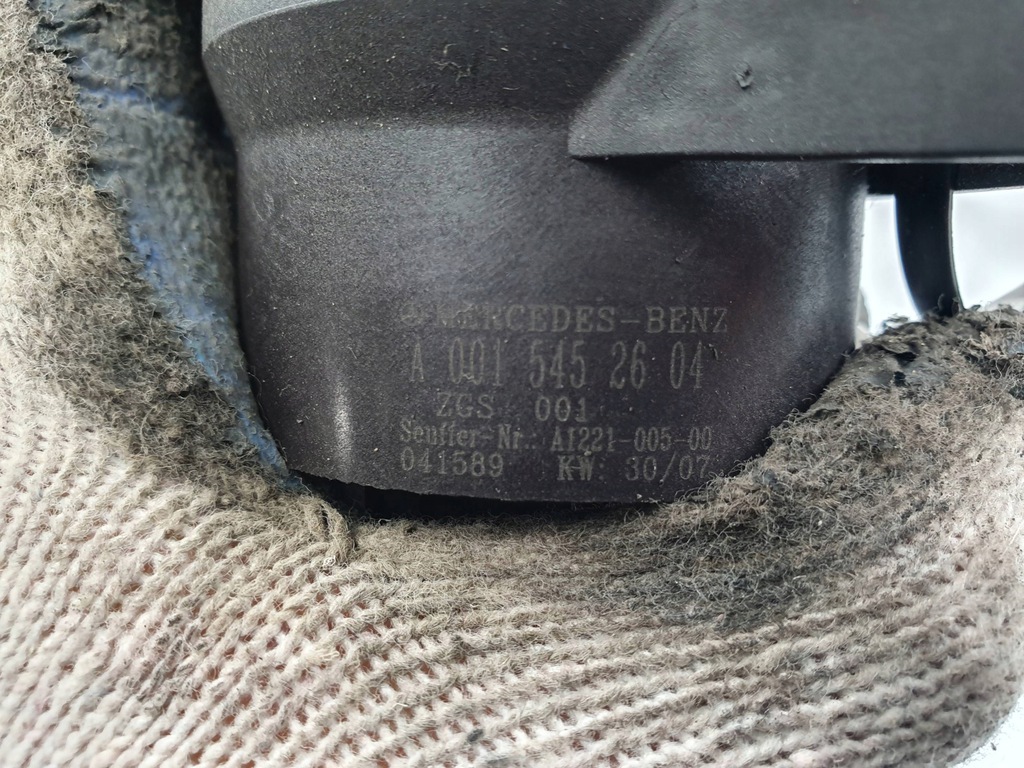 MERCEDES-BENZ
A 001 545 26 04
ZGS 001
Seuffer-Nr.: A1221-005-00
041589 KW: 30/07